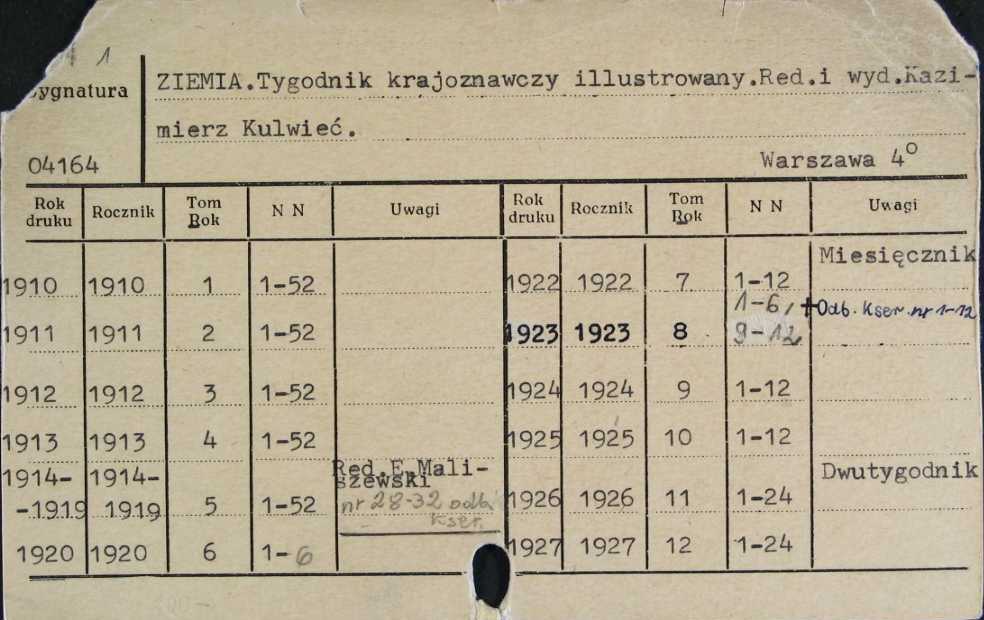 1
Sygnatura
ZIEMIA.Tygodnik krajoznawczy illustrowany.Red.i wyd.Kazi-
mierz Kulwieć.
04164
Warszawa 4°
Rok druku Rocznik Tom Rok N N Uwagi Rok druku Rocznik Tom Rok N N Uwagi
1910 1910 1 1-52
1911 1911 2 1-52
1912 1912 3 1-52
1913 1913 4 1-52
1914-1919 1914-1919 5 1-52 Red.E.Maliszewski
nr 28-32 odb. kser.
1920 1920 6 1-6
1922 1922 7 1-12 Miesięcznik
1923 1923 8 1-6, 9-12, + Odb. Kser. nr 1-12
1924 1924 9 1-12
1925 1925 10 1-12
1926 1926 11 1-24 Dwutygodnik
1927 1927 12 1-24